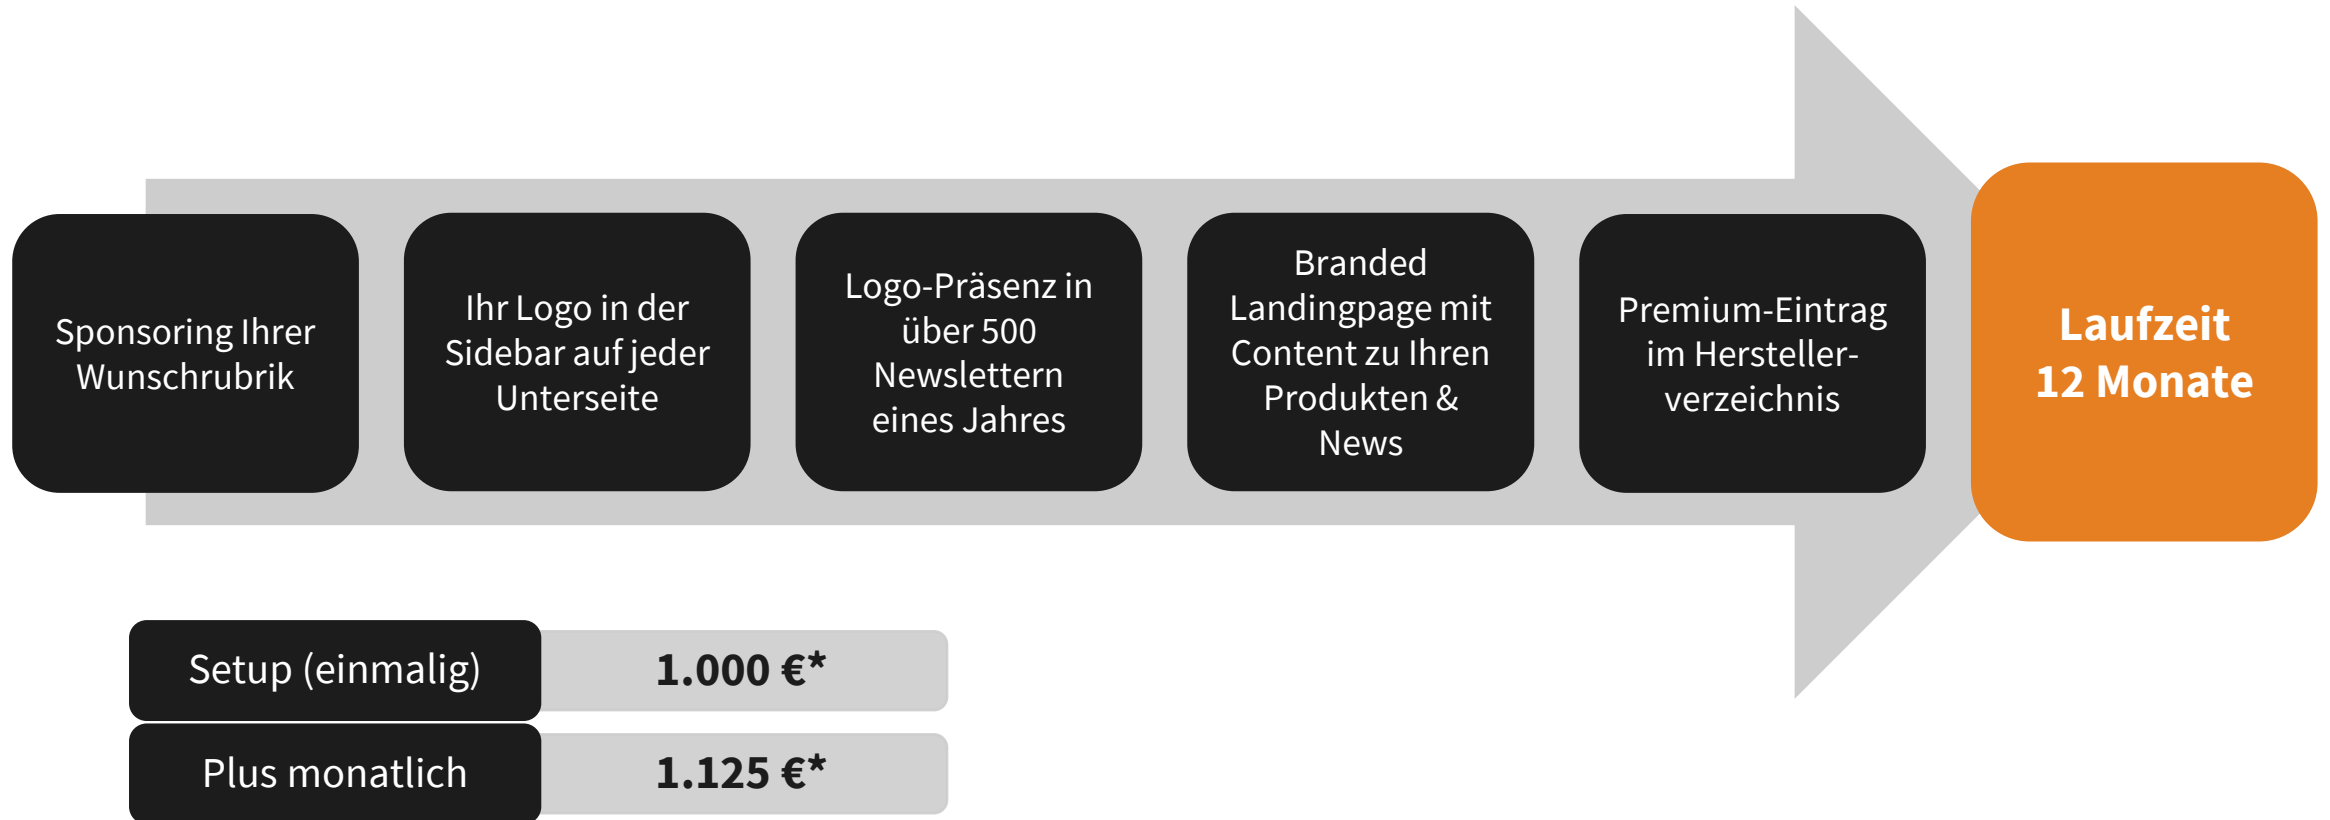 Sponsoring Ihrer
Wunschrubrik
Ihr Logo in der
Sidebar auf jeder
Unterseite
Logo-Präsenz in
über 500
Newslettern
eines Jahres
Branded
Landingpage mit
Content zu Ihren
Produkten &
News
Premium-Eintrag
im Hersteller-
verzeichnis
Laufzeit
12 Monate
Setup (einmalig)
1.000 €*
Plus monatlich
1.125 €*